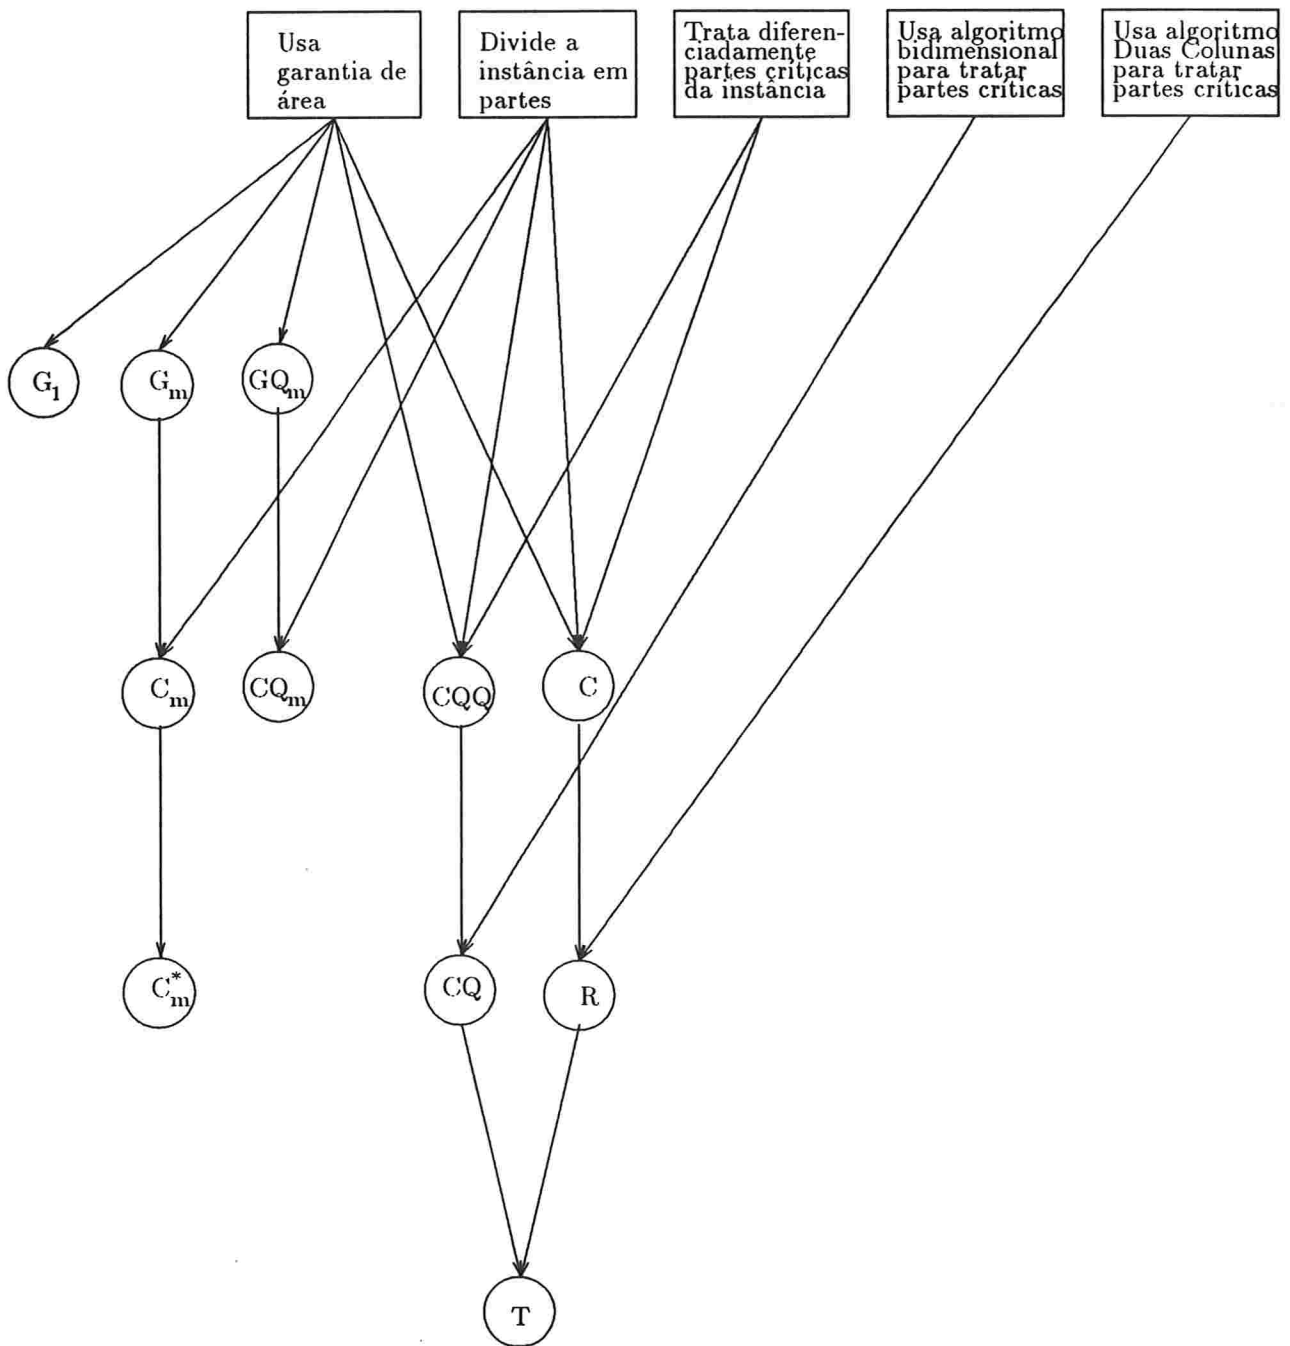 Usa
garantia de
área
Divide a
instância em
partes
Trata diferen-
ciadamente
partes críticas
da instância
Usa algoritmo
bidimensional
para tratar
partes críticas
Usa algoritmo
Duas Colunas
para tratar
partes críticas
G₁
Gₘ
GQₘ
Cₘ
CQₘ
CQQ
C
C*ₘ
CQ
R
T